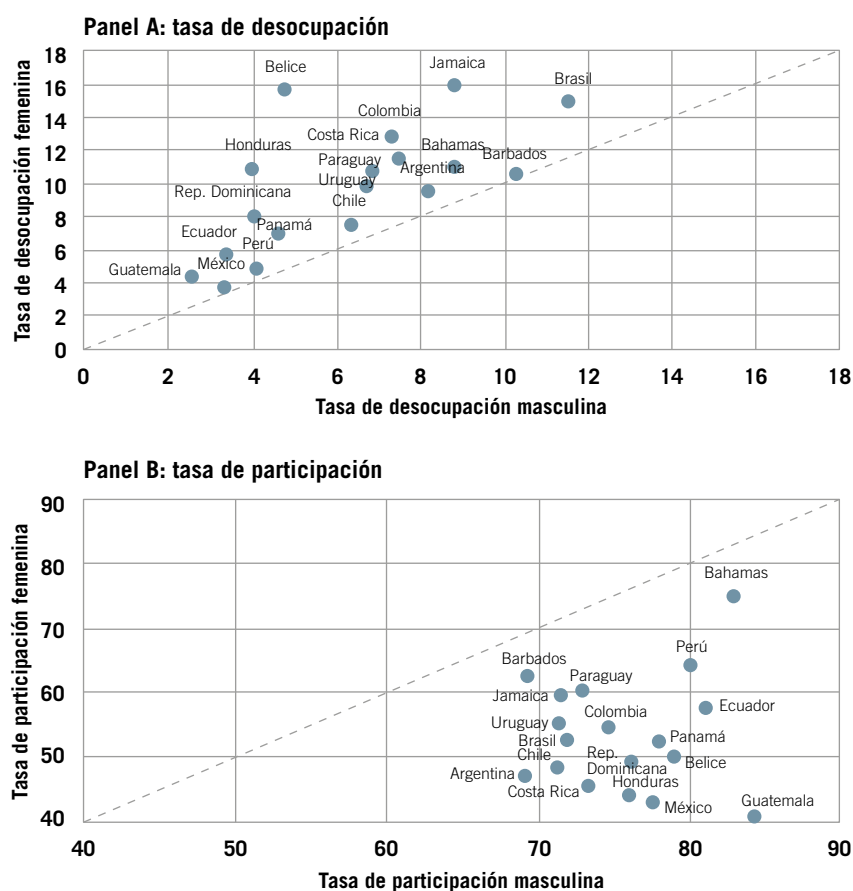 Panel A: tasa de desocupación
Tasa de desocupación femenina
18
16
14
12
10
8
6
4
2
0
Belice
Jamaica
Brasil
Colombia
Costa Rica
Honduras
Bahamas
Barbados
Paraguay
Argentina
Uruguay
Rep. Dominicana
Chile
Panamá
Ecuador
Perú
México
Guatemala
0 2 4 6 8 10 12 14 16 18
Tasa de desocupación masculina
Panel B: tasa de participación
Tasa de participación femenina
90
80
70
60
50
40
Bahamas
Perú
Barbados
Paraguay
Jamaica
Ecuador
Colombia
Uruguay
Panamá
Brasil
Rep.
Dominicana
Chile
Belice
Argentina
Honduras
Costa Rica
México
Guatemala
40 50 60 70 80 90
Tasa de participación masculina